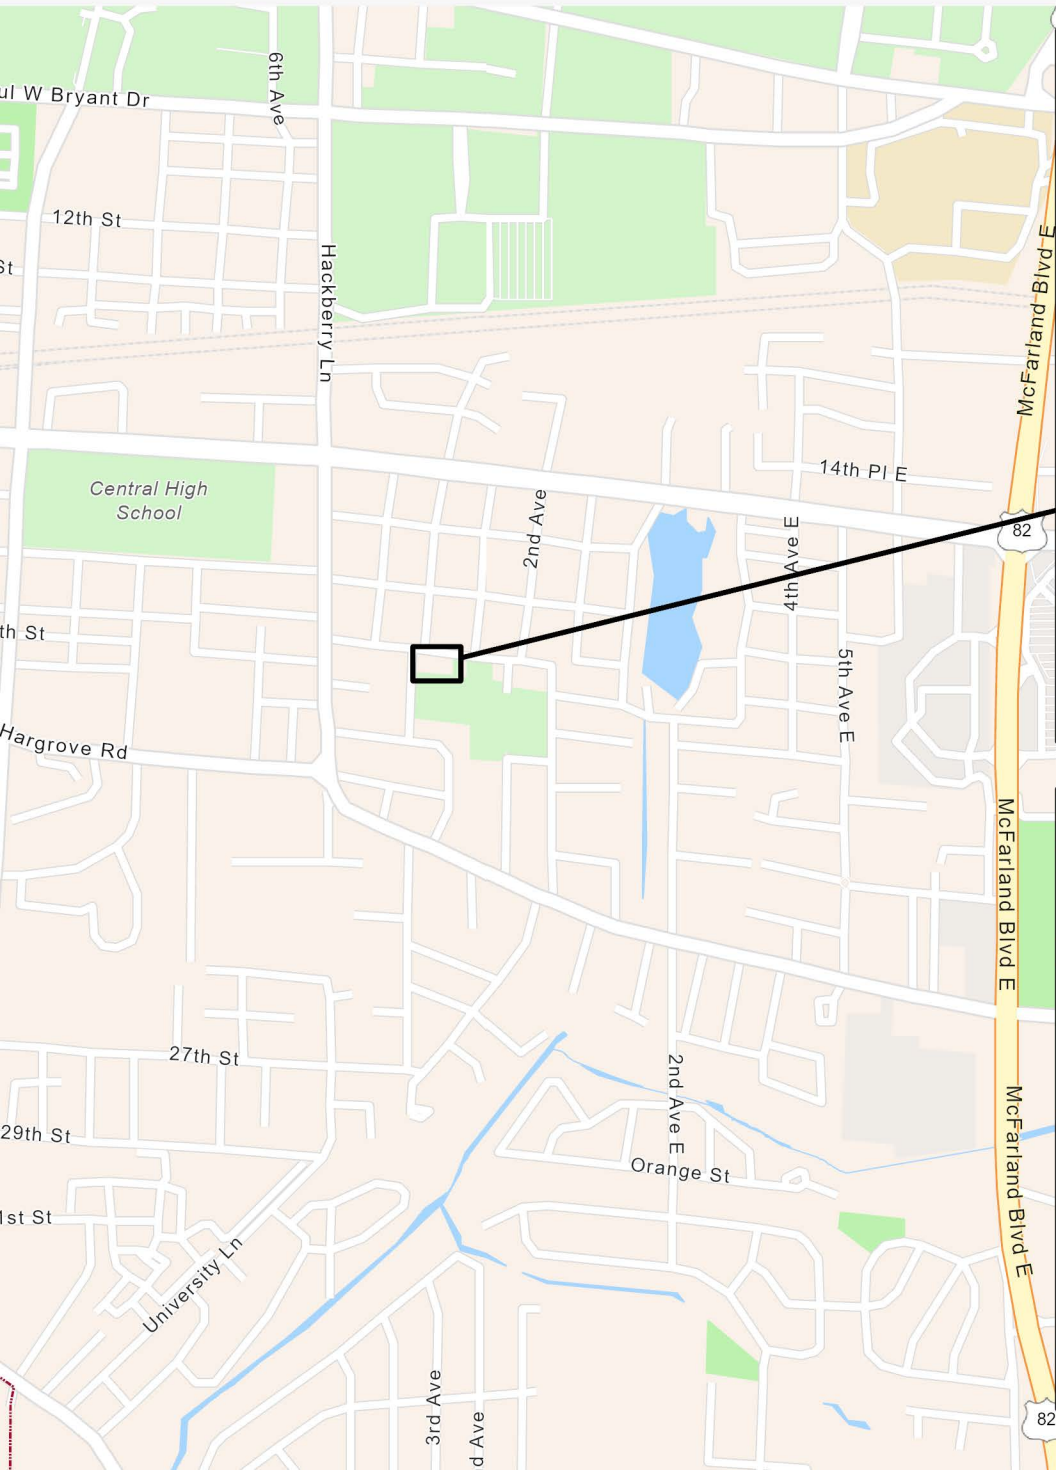 6th Ave
ul W Bryant Dr
12th St
St
Hackberry Ln
McFarland Blvd E
14th Pl E
Central High
School
2nd Ave
4th Ave E
82
th St
5th Ave E
Hargrove Rd
McFarland Blvd E
27th St
2nd Ave E
29th St
McFarland Blvd E
Orange St
1st St
University Ln
3rd Ave
d Ave
82